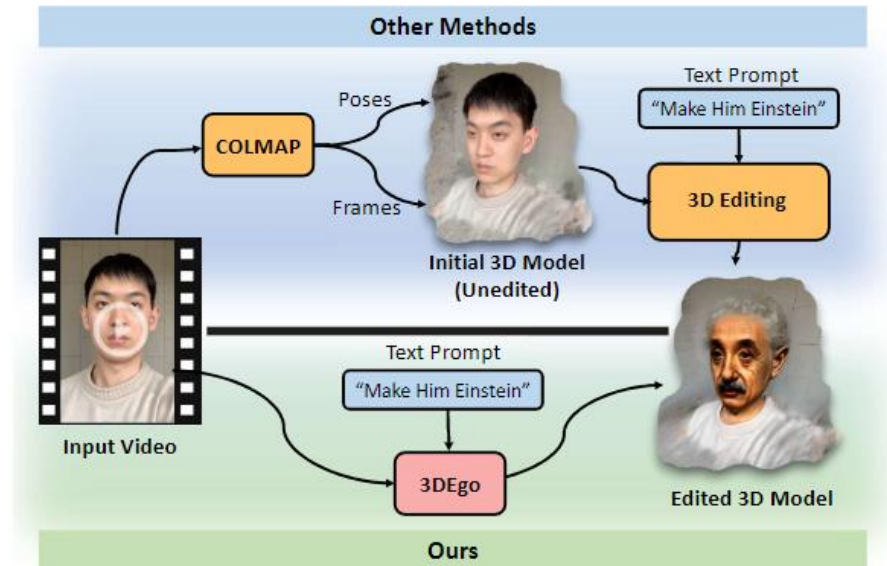 Other Methods
Text Prompt
“Make Him Einstein”
Poses
COLMAP
Frames
3D Editing
Initial 3D Model
(Unedited)
Text Prompt
“Make Him Einstein”
Input Video
3DEgo
Edited 3D Model
Ours